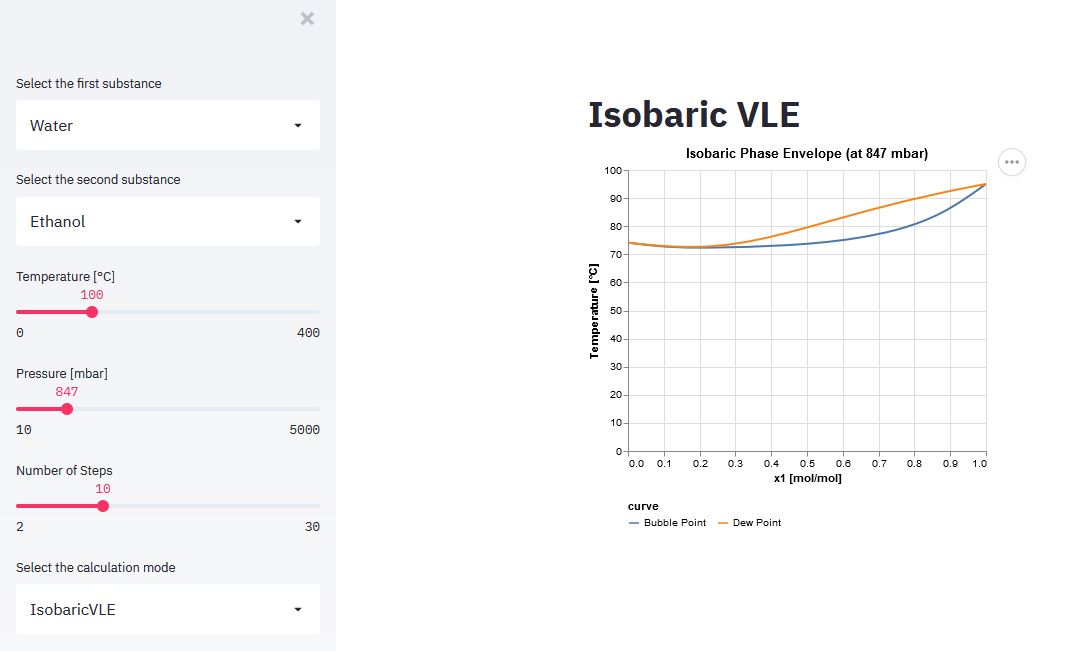 ×
Select the first substance
Water
Select the second substance
Ethanol
Temperature [°C]
100
0 400
Pressure [mbar]
847
10 5000
Number of Steps
10
2 30
Select the calculation mode
IsobaricVLE
Isobaric VLE
Isobaric Phase Envelope (at 847 mbar)
100
90
80
70
60
50
40
30
20
10
0
Temperature [°C]
0.0 0.1 0.2 0.3 0.4 0.5 0.6 0.7 0.8 0.9 1.0
x1 [mol/mol]
curve
Bubble Point Dew Point